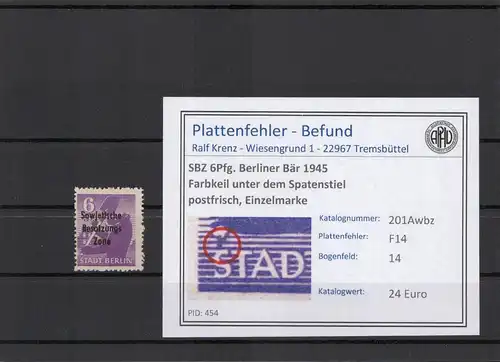 Plattenfehler - Befund
Ralf Krenz - Wiesengrund 1 - 22967 Tremsbüttel
SBZ 6Pfg. Berliner Bär 1945
Farbkeil unter dem Spatenstiel
postfrisch, Einzelmarke
Katalognummer: 201Awbz
Plattenfehler: F14
Bogenfeld: 14
Katalogwert: 24 Euro
STAD
PID: 454
6
Sowjetische
Besatzungs
Zone
STADT BERLIN